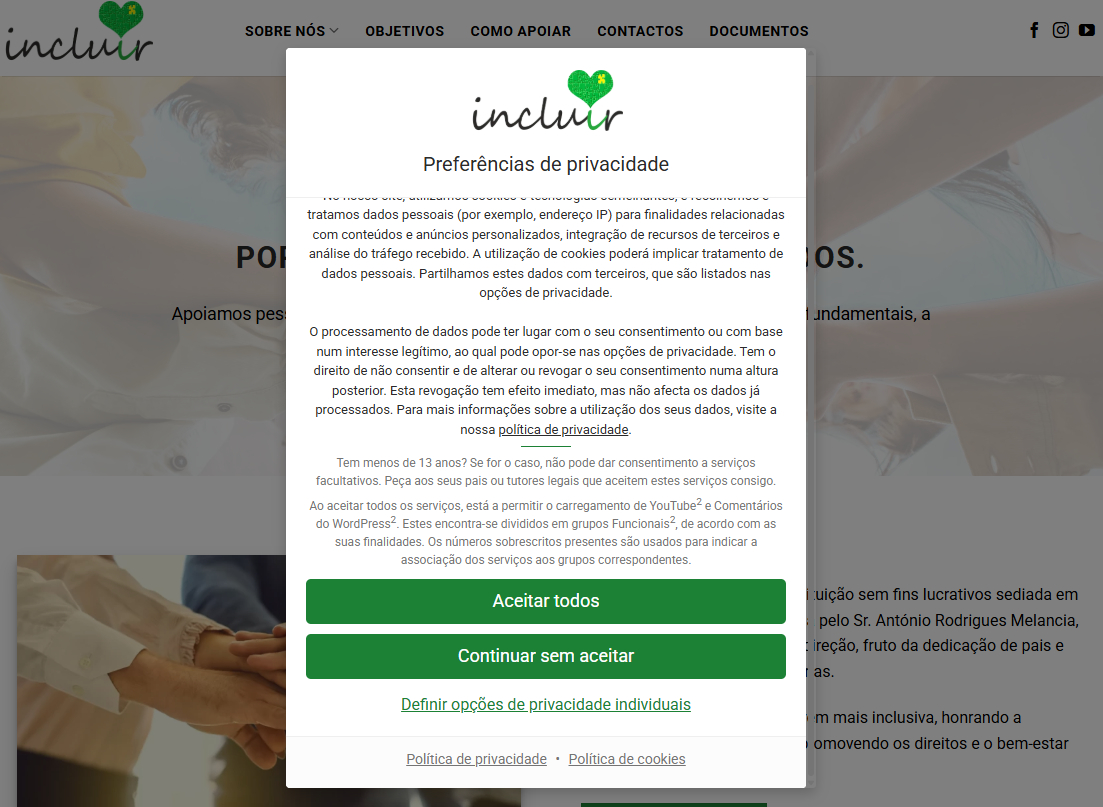 incluir
SOBRE NÓS
OBJETIVOS
COMO APOIAR
CONTACTOS
DOCUMENTOS
incluir
Preferências de privacidade
No nosso site, utilizamos cookies e tecnologias semelhantes, e recolhemos e
tratamos dados pessoais (por exemplo, endereço IP) para finalidades relacionadas
com conteúdos e anúncios personalizados, integração de recursos de terceiros e
análise do tráfego recebido. A utilização de cookies poderá implicar tratamento de
dados pessoais. Partilhamos estes dados com terceiros, que são listados nas
opções de privacidade.
O processamento de dados pode ter lugar com o seu consentimento ou com base
num interesse legítimo, ao qual pode opor-se nas opções de privacidade. Tem o
direito de não consentir e de alterar ou revogar o seu consentimento numa altura
posterior. Esta revogação tem efeito imediato, mas não afecta os dados já
processados. Para mais informações sobre a utilização dos seus dados, visite a
nossa política de privacidade.
Tem menos de 13 anos? Se for o caso, não pode dar consentimento a serviços
facultativos. Peça aos seus pais ou tutores legais que aceitem estes serviços consigo.
Ao aceitar todos os serviços, está a permitir o carregamento de YouTube² e Comentários
do WordPress². Estes encontra-se divididos em grupos Funcionais², de acordo com as
suas finalidades. Os números sobrescritos presentes são usados para indicar a
associação dos serviços aos grupos correspondentes.
Aceitar todos
Continuar sem aceitar
Definir opções de privacidade individuais
Política de privacidade • Política de cookies
Apoiamos
fundamentais, a
sem fins lucrativos sediada em
pelo Sr. António Rodrigues Melancia,
fruto da dedicação de pais e
mais inclusiva, honrando a
os direitos e o bem-estar